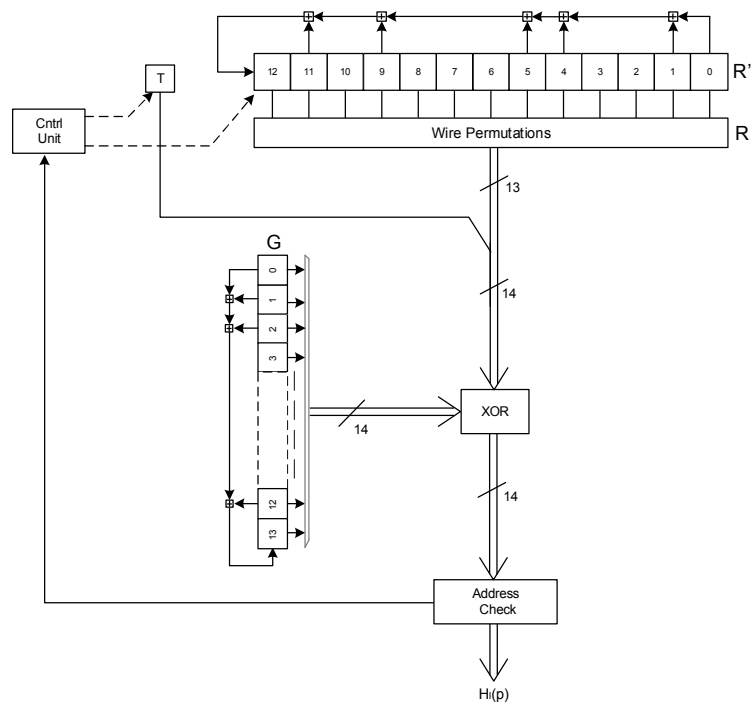 12 11 10 9 8 7 6 5 4 3 2 1 0
R'
T
Cntrl
Unit
Wire Permutations
R
13
G
0
1
2
3
12
13
14
14
XOR
14
Address
Check
Hₗ(p)